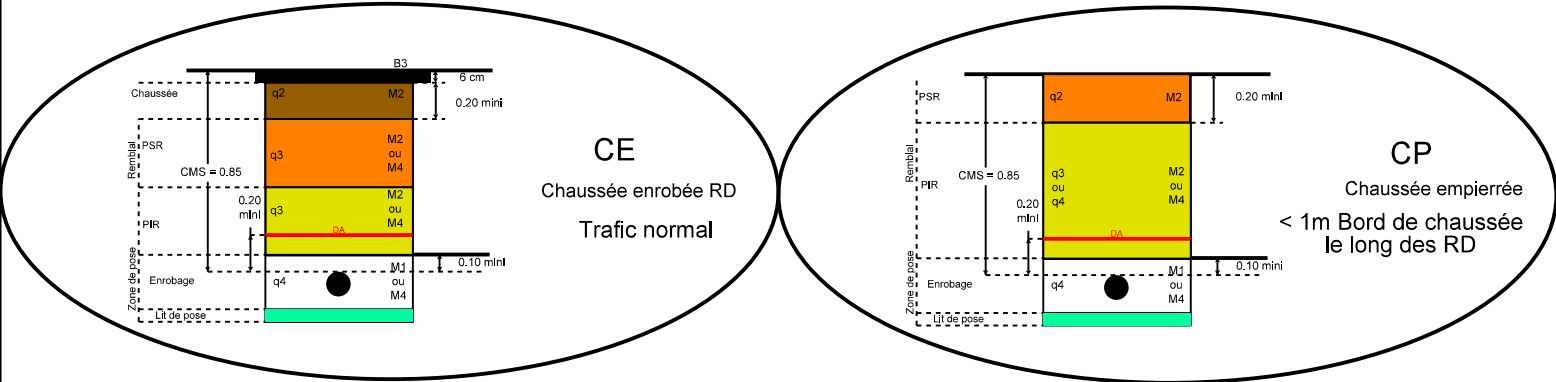 B3
6 cm
Chaussée
q2
M2
0.20 mini
Remblai
PSR
q3
M2
ou
M4
CMS = 0.85
PIR
0.20
mini
q3
M2
ou
M4
DA
0.10 mini
Zone de pose
Enrobage
q4
M1
ou
M4
Lit de pose
CE
Chaussée enrobée RD
Trafic normal
PSR
q2
M2
0.20 mini
Remblai
CMS = 0.85
PIR
q3
ou
q4
M2
ou
M4
0.20
mini
DA
0.10 mini
Zone de pose
Enrobage
q4
M1
ou
M4
Lit de pose
CP
Chaussée empierrée
< 1m Bord de chaussée
le long des RD